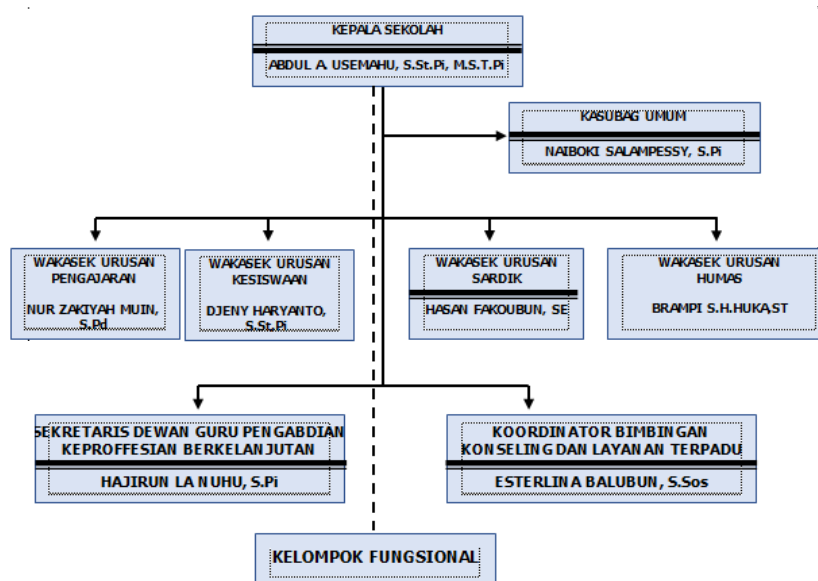 KEPALA SEKOLAH
ABDUL A. USEMAHU, S.St.Pi, M.S.T.Pi
KASUBAG UMUM
NAIBOKI SALAMPESSY, S.Pi
WAKASEK URUSAN
PENGAJARAN
NUR ZAKIYAH MUIN,
S.Pd
WAKASEK URUSAN
KESISWAAN
DJENY HARYANTO,
S.St.Pi
WAKASEK URUSAN
SARDIK
HASAN FAKOUBUN, SE
WAKASEK URUSAN
HUMAS
BRAMPI S.H.HUKA,ST
SEKRETARIS DEWAN GURU PENGABDIAN
KEPROFFESIAN BERKELANJUTAN
HAJIRUN LA NUHU, S.Pi
KOORDINATOR BIMBINGAN
KONSELING DAN LAYANAN TERPADU
ESTERLINA BALUBUN, S.Sos
KELOMPOK FUNGSIONAL